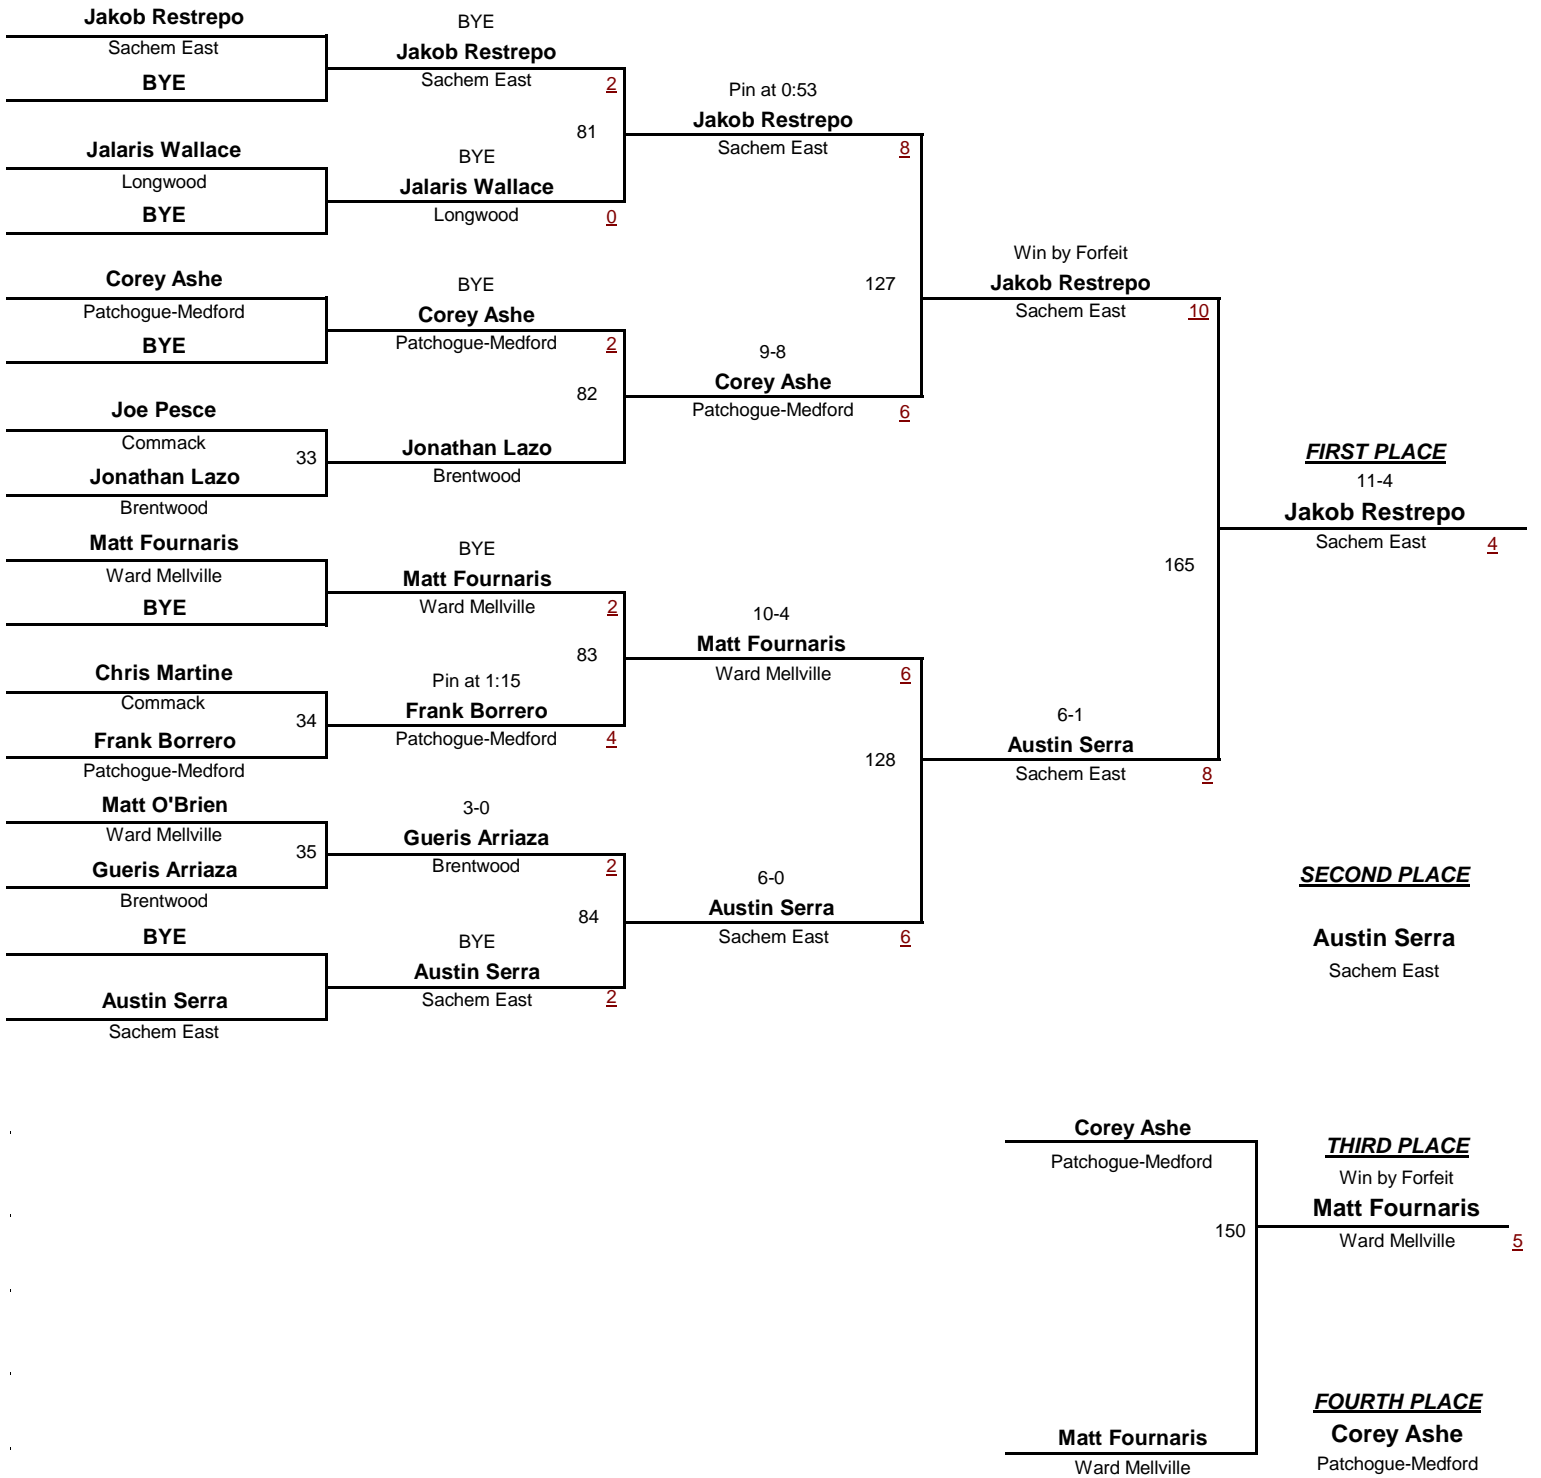 Jakob Restrepo
Sachem East
BYE
Jalaris Wallace
Longwood
BYE
Corey Ashe
Patchogue-Medford
BYE
Joe Pesce
Commack
33
Jonathan Lazo
Brentwood
Matt Fournaris
Ward Mellville
BYE
Chris Martine
Commack
34
Frank Borrero
Patchogue-Medford
Matt O'Brien
Ward Mellville
35
Gueris Arriaza
Brentwood
BYE
Austin Serra
Sachem East
BYE
Jakob Restrepo
Sachem East 2
81
BYE
Jalaris Wallace
Longwood 0
BYE
Corey Ashe
Patchogue-Medford 2
82
Jonathan Lazo
Brentwood
BYE
Matt Fournaris
Ward Mellville 2
83
Pin at 1:15
Frank Borrero
Patchogue-Medford 4
3-0
Gueris Arriaza
Brentwood 2
84
BYE
Austin Serra
Sachem East 2
Pin at 0:53
Jakob Restrepo
Sachem East 8
127
9-8
Corey Ashe
Patchogue-Medford 6
10-4
Matt Fournaris
Ward Mellville 6
128
6-0
Austin Serra
Sachem East 6
Win by Forfeit
Jakob Restrepo
Sachem East 10
165
6-1
Austin Serra
Sachem East 8
FIRST PLACE
11-4
Jakob Restrepo
Sachem East 4
SECOND PLACE
Austin Serra
Sachem East
Corey Ashe
Patchogue-Medford
150
Matt Fournaris
Ward Mellville
THIRD PLACE
Win by Forfeit
Matt Fournaris
Ward Mellville 5
FOURTH PLACE
Corey Ashe
Patchogue-Medford